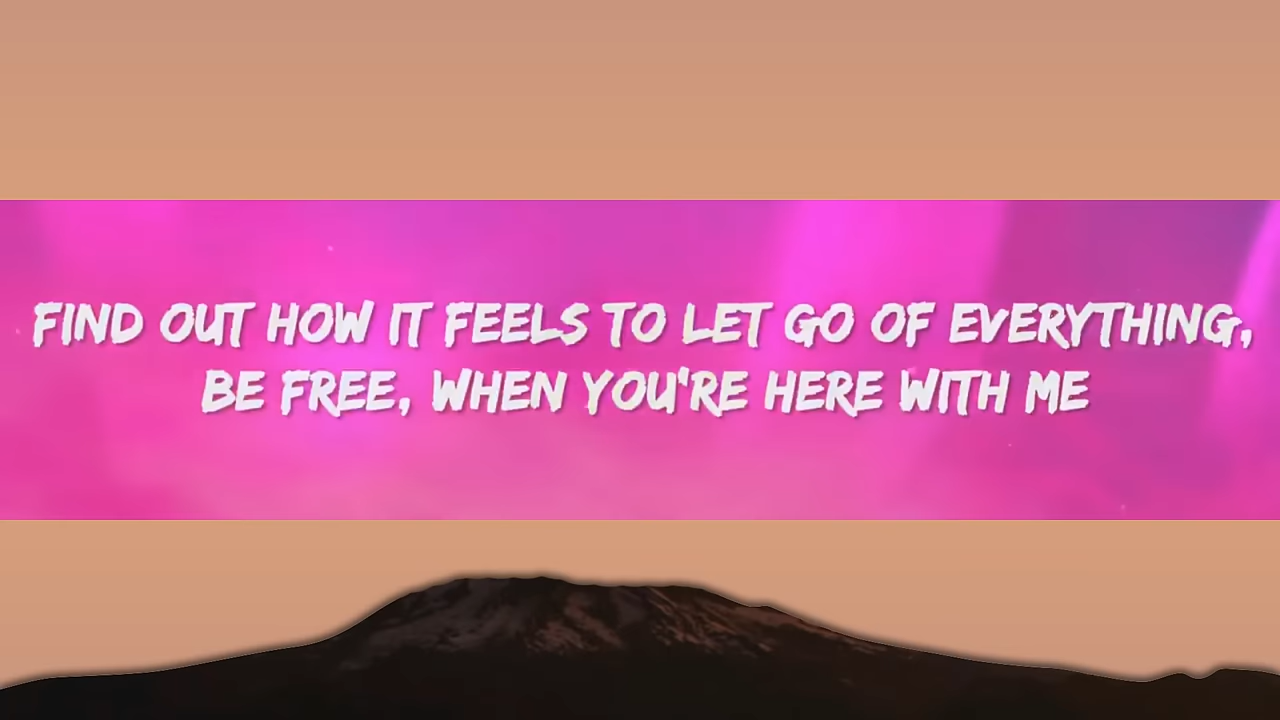 FIND OUT HOW IT FEELS TO LET GO OF EVERYTHING,
BE FREE, WHEN YOU'RE HERE WITH ME